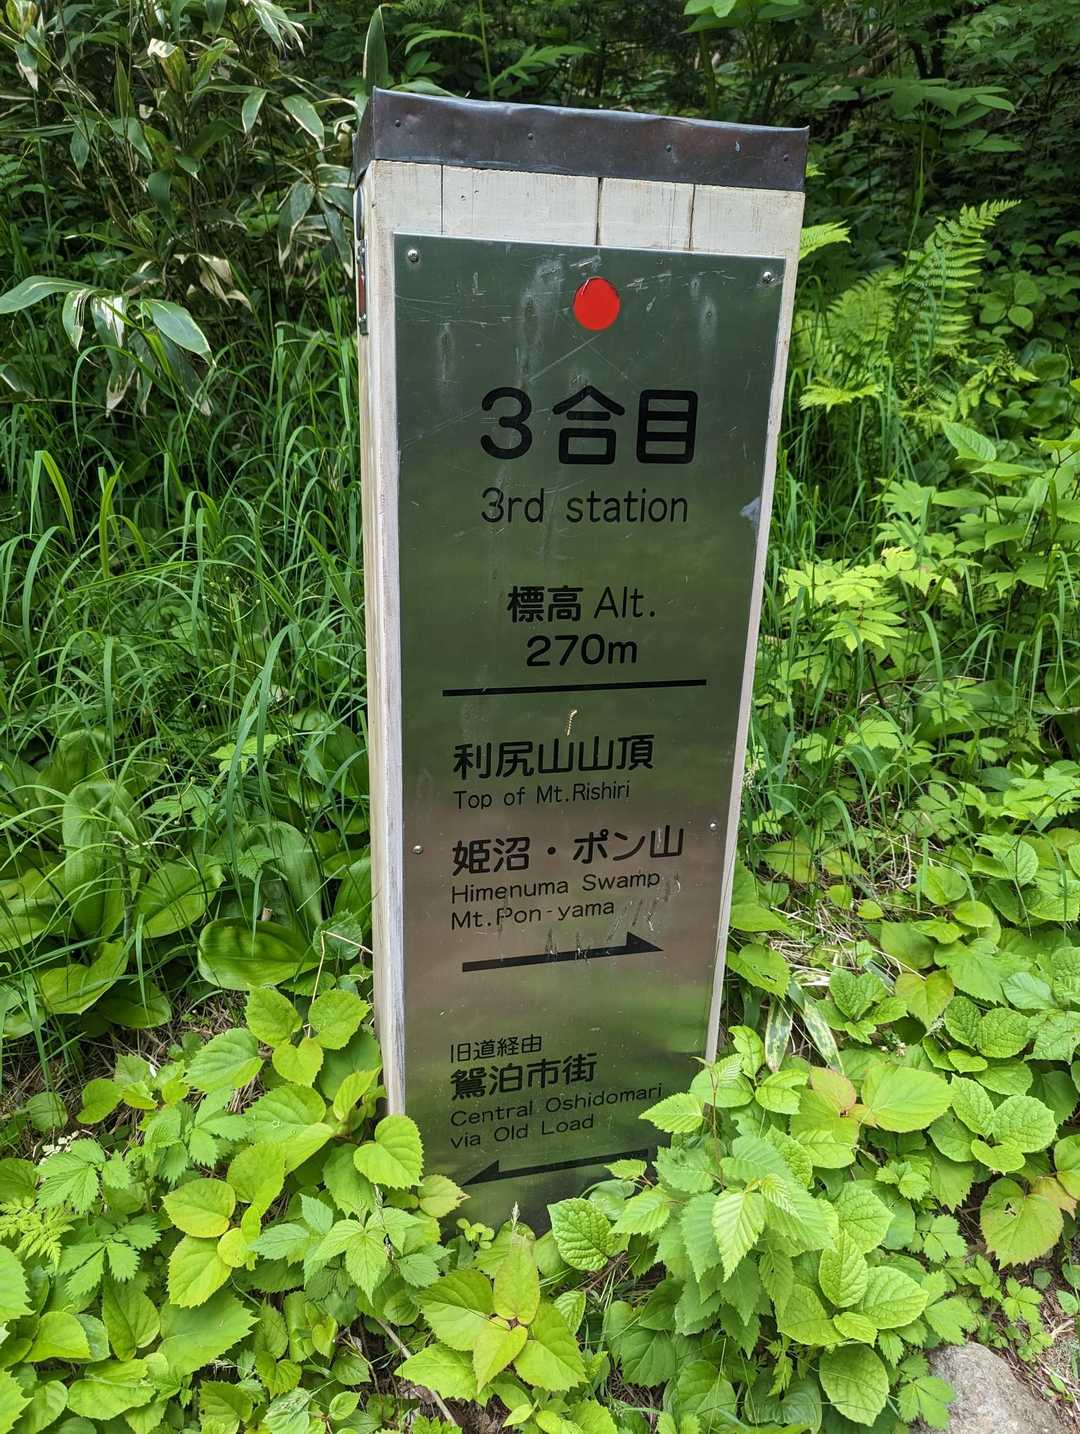 3合目
3rd station
標高 Alt.
270m
利尻山山頂
Top of Mt.Rishiri
姫沼・ポン山
Himenuma Swamp
Mt.Pon-yama
旧道経由
鴛泊市街
Central Oshidomari
via Old Load